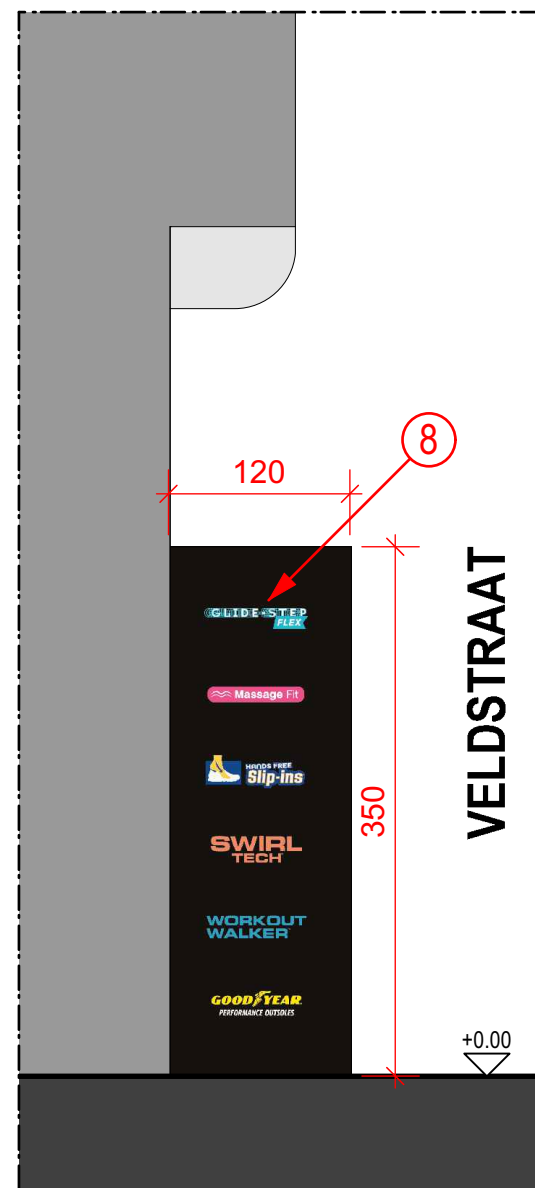 8
120
GLIDE-STEP
FLEX
Massage Fit
HANDS FREE
Slip-ins
350
VELDSTRAAT
SWIRL
TECH
WORKOUT
WALKER
GOODYEAR
PERFORMANCE OUTSOLES
+0.00